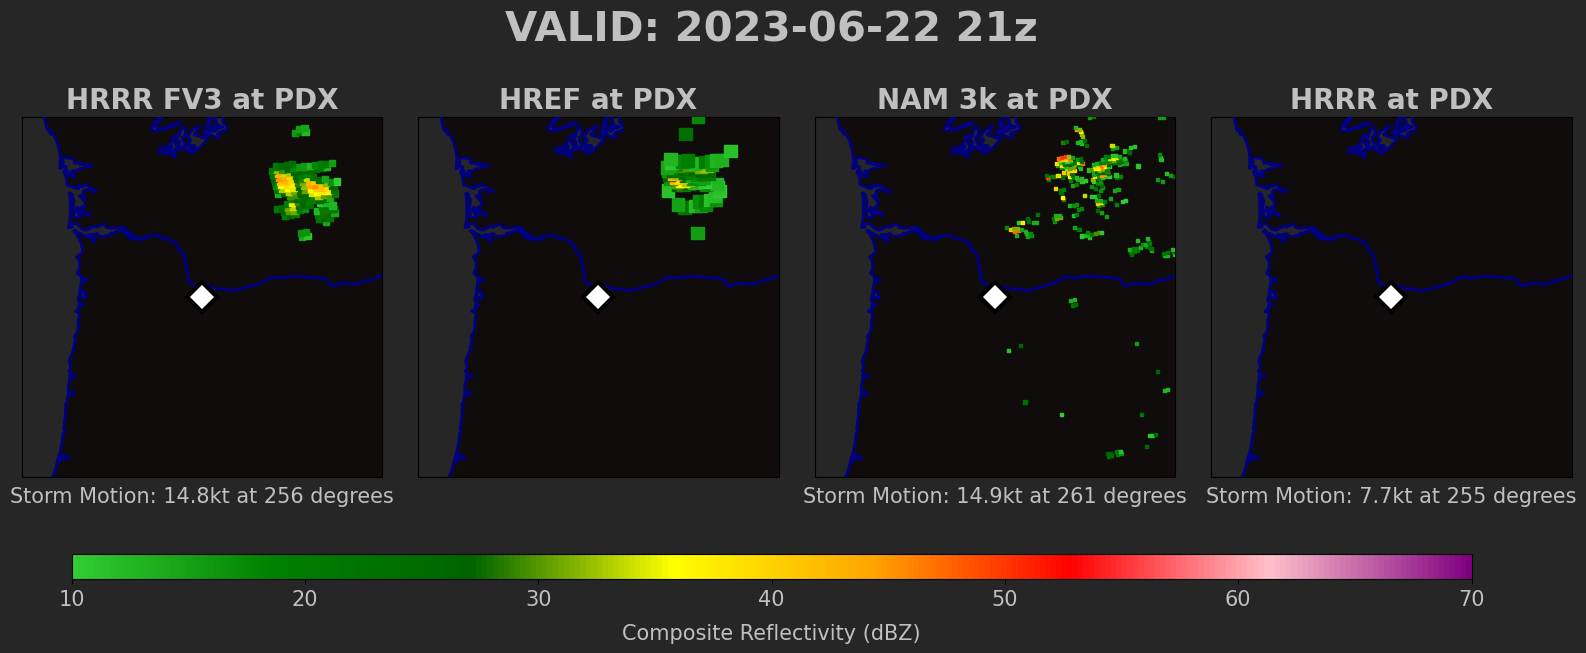 VALID: 2023-06-22 21z
HRRR FV3 at PDX
HREF at PDX
NAM 3k at PDX
HRRR at PDX
Storm Motion: 14.8kt at 256 degrees
Storm Motion: 14.9kt at 261 degrees
Storm Motion: 7.7kt at 255 degrees
10 20 30 40 50 60 70
Composite Reflectivity (dBZ)